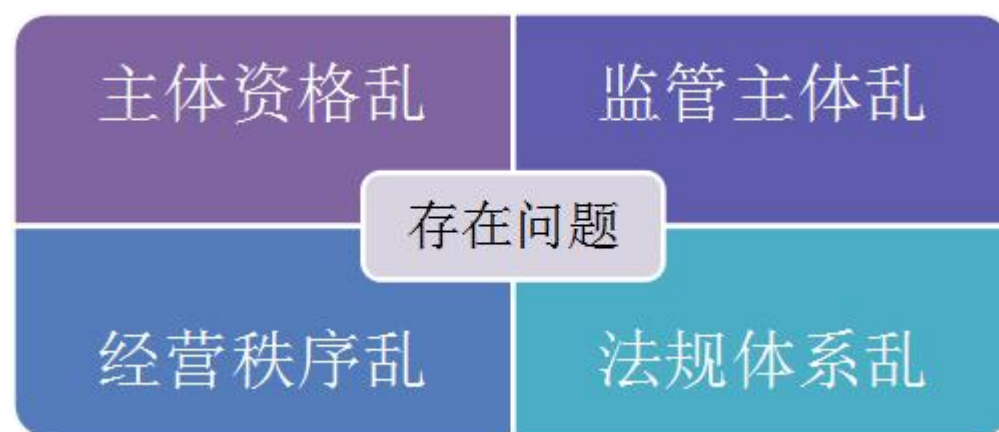 主体资格乱
监管主体乱
存在问题
经营秩序乱
法规体系乱